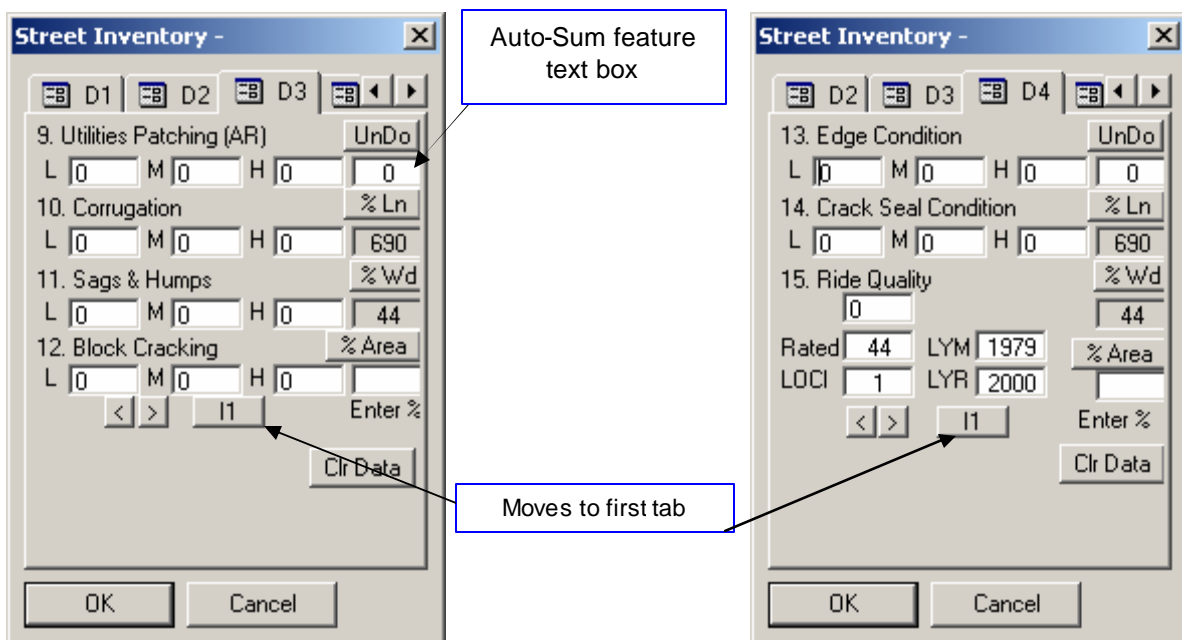 Street Inventory -
D1 D2 D3
9. Utilities Patching (AR) UnDo
L 0 M 0 H 0 0
10. Corrugation % Ln
L 0 M 0 H 0 690
11. Sags & Humps % Wd
L 0 M 0 H 0 44
12. Block Cracking % Area
L 0 M 0 H 0
< > I1 Enter %
Clr Data
OK Cancel
Auto-Sum feature
text box
Moves to first tab
Street Inventory -
D2 D3 D4
13. Edge Condition UnDo
L 0 M 0 H 0 0
14. Crack Seal Condition % Ln
L 0 M 0 H 0 690
15. Ride Quality % Wd
0 44
Rated 44 LYM 1979 % Area
LOCI 1 LYR 2000
< > I1 Enter %
Clr Data
OK Cancel